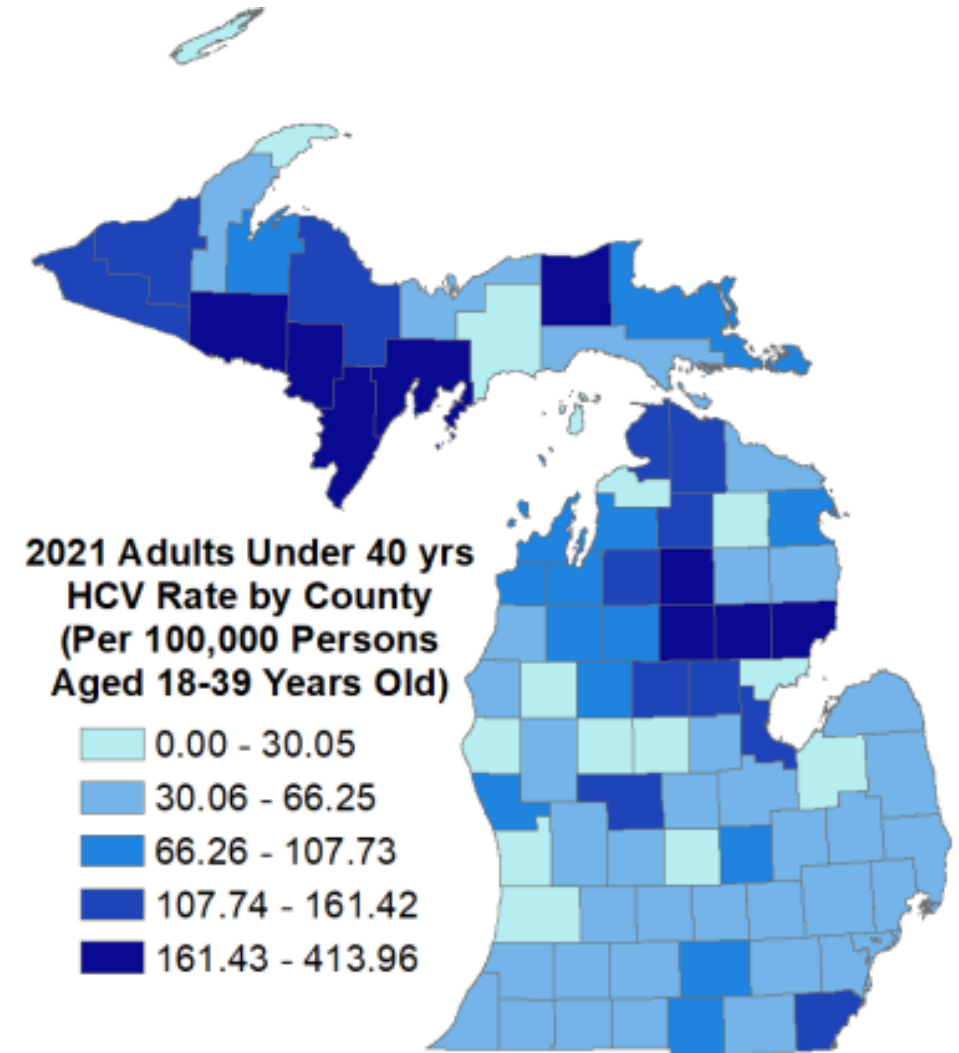 2021 Adults Under 40 yrs
HCV Rate by County
(Per 100,000 Persons
Aged 18-39 Years Old)
0.00 - 30.05
30.06 - 66.25
66.26 - 107.73
107.74 - 161.42
161.43 - 413.96